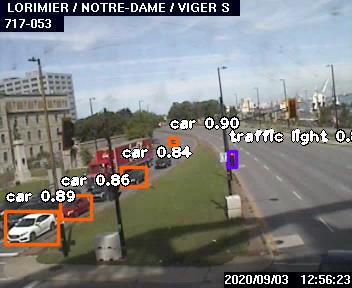 LORIMIER / NOTRE-DAME / VIGER S
717-053
car 0.90
traffic light 0.8
car 0.84
car 0.86
car 0.89
2020/09/03 12:56:23